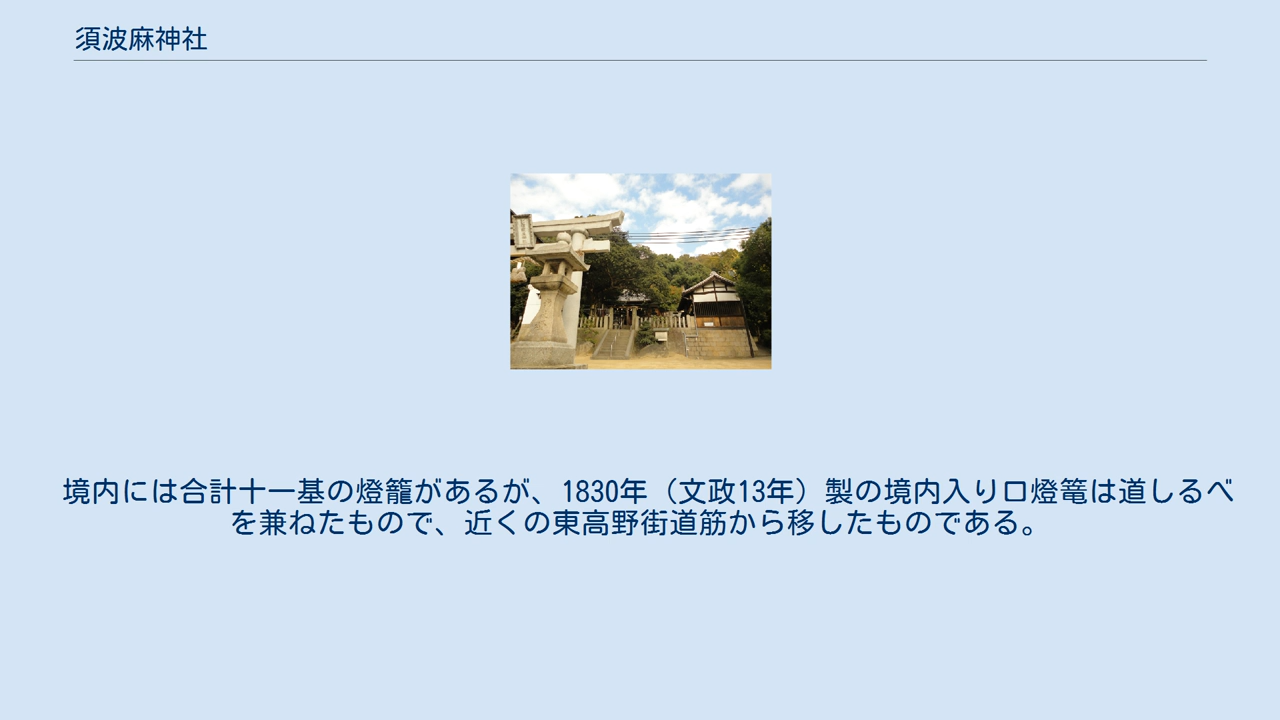 須波麻神社
境内には合計十一基の燈籠があるが、1830年（文政13年）製の境内入り口燈篭は道しるべ
を兼ねたもので、近くの東高野街道筋から移したものである。